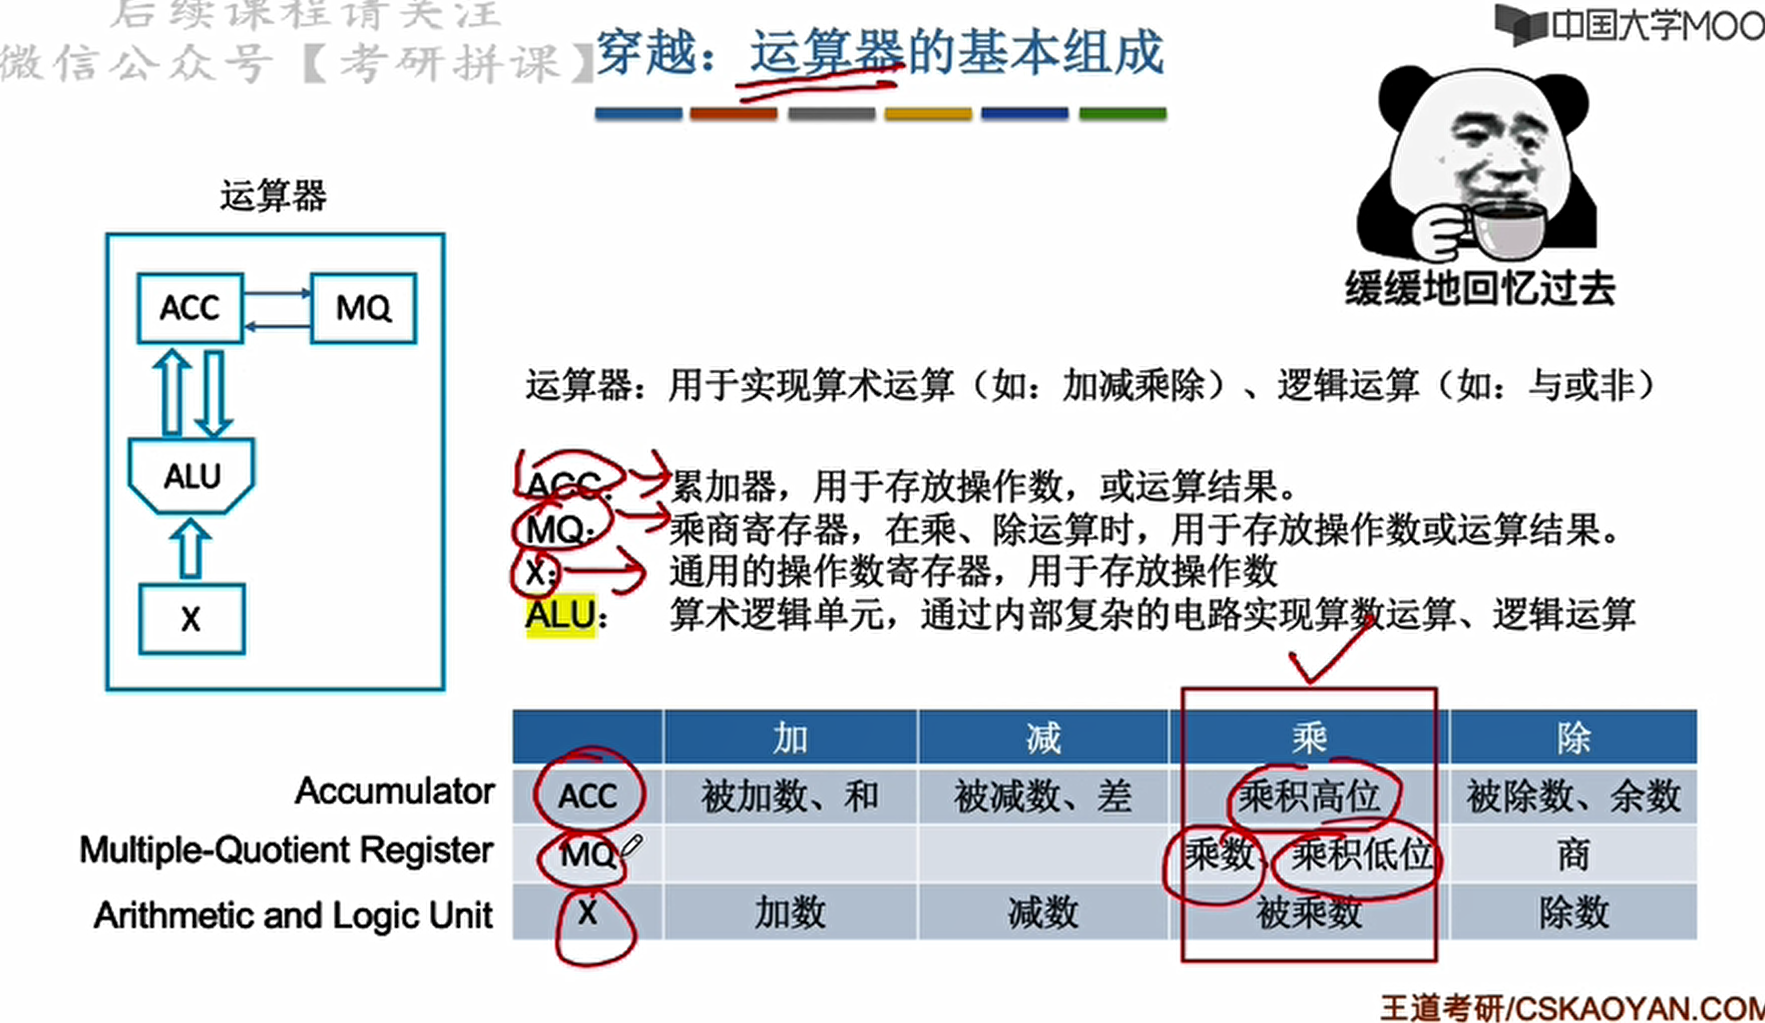 后续课程请关注
微信公众号【考研拼课】
穿越：运算器的基本组成
中国大学MOO
缓缓地回忆过去
运算器
ACC
MQ
ALU
X
运算器：用于实现算术运算（如：加减乘除）、逻辑运算（如：与或非）
ACC： 累加器，用于存放操作数，或运算结果。
MQ： 乘商寄存器，在乘、除运算时，用于存放操作数或运算结果。
X： 通用的操作数寄存器，用于存放操作数
ALU： 算术逻辑单元，通过内部复杂的电路实现算数运算、逻辑运算
加 减 乘 除
Accumulator ACC 被加数、和 被减数、差 乘积高位 被除数、余数
Multiple-Quotient Register MQ 乘数、乘积低位 商
Arithmetic and Logic Unit X 加数 减数 被乘数 除数
王道考研/CSKAOYAN.COM